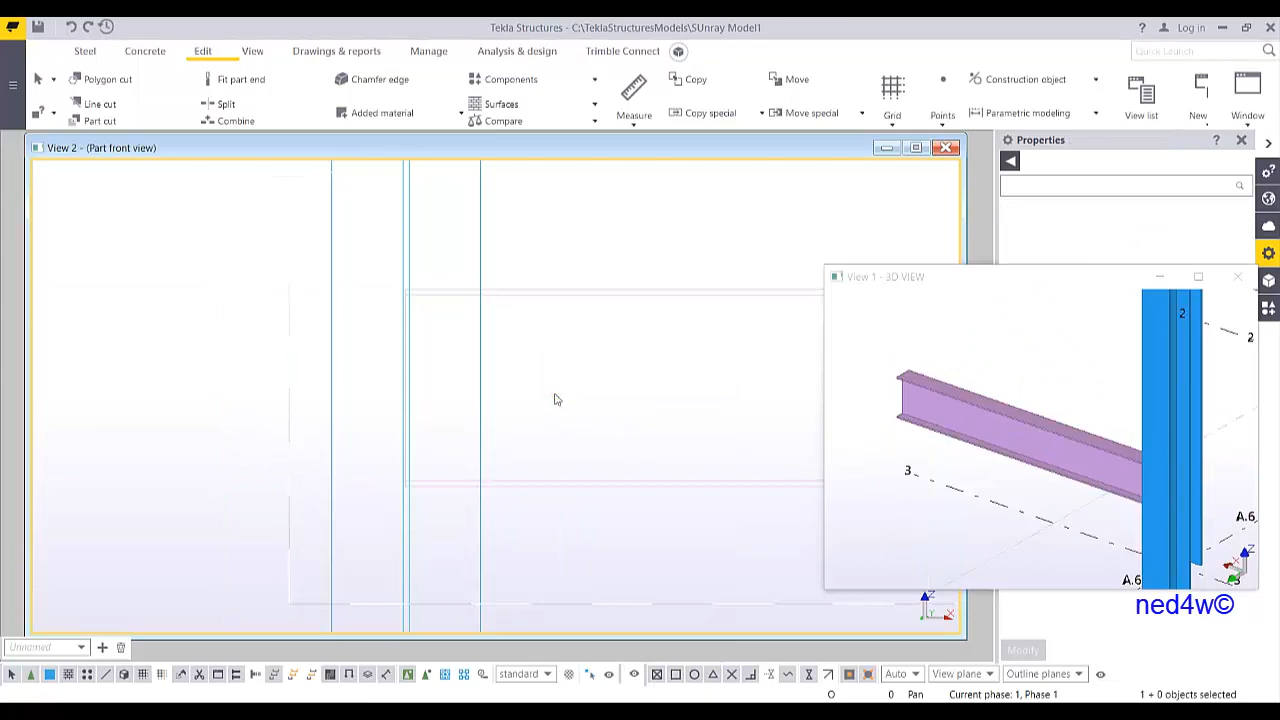 Tekla Structures - C:\TeklaStructuresModels\SUnray Model1
? Log in
Steel Concrete Edit View Drawings & reports Manage Analysis & design Trimble Connect Quick Launch
Polygon cut Fit part end Chamfer edge Components Copy Move Construction object
Line cut Split Added material Surfaces Measure Copy special Move special Grid Points Parametric modeling View list New Window
Part cut Combine Compare
View 2 - (Part front view)
Properties ?
View 1 - 3D VIEW
2
2
3
A.6
A.6
3
Z
Z
X
ned4w©
Unnamed
Modify
standard Auto View plane Outline planes
O 0 Pan Current phase: 1, Phase 1 1 + 0 objects selected